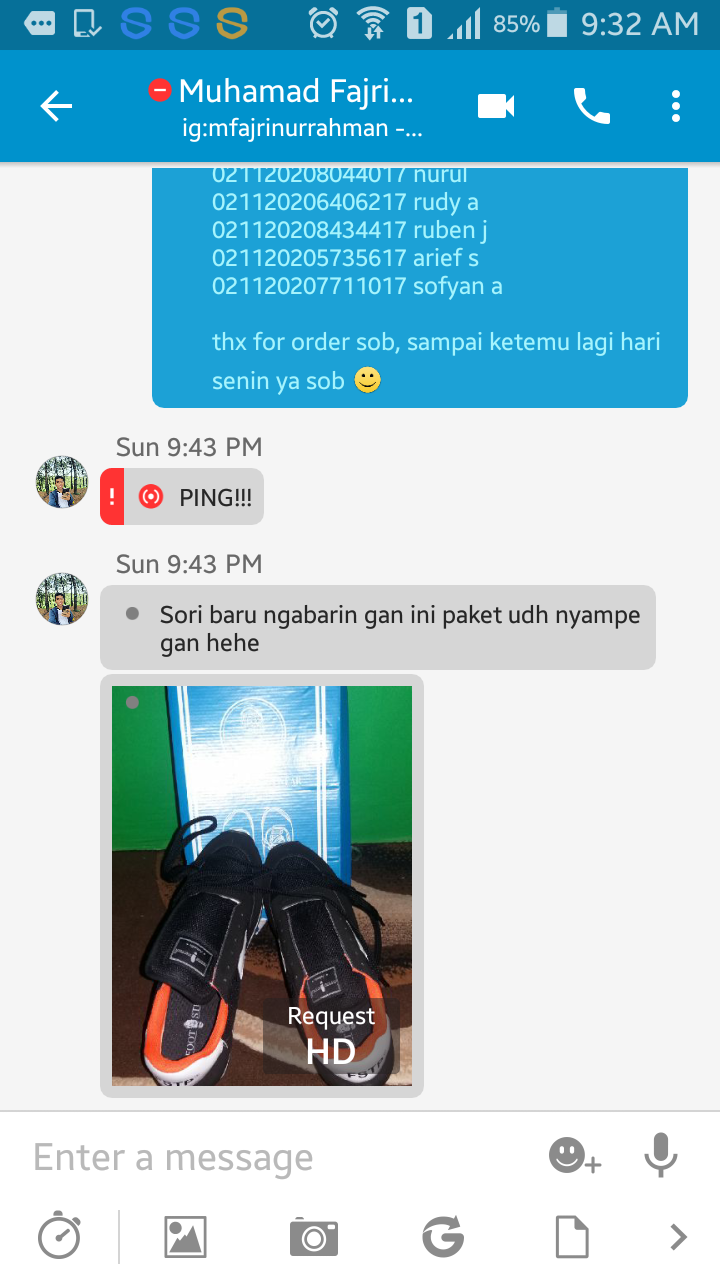 85% 9:32 AM
1
Muhamad Fajri...
ig:mfajrinurrahman -...
021120208044017 nurul
021120206406217 rudy a
021120208434417 ruben j
021120205735617 arief s
021120207711017 sofyan a
thx for order sob, sampai ketemu lagi hari
senin ya sob
Sun 9:43 PM
! PING!!!
Sun 9:43 PM
Sori baru ngabarin gan ini paket udh nyampe
gan hehe
Request
HD
Enter a message